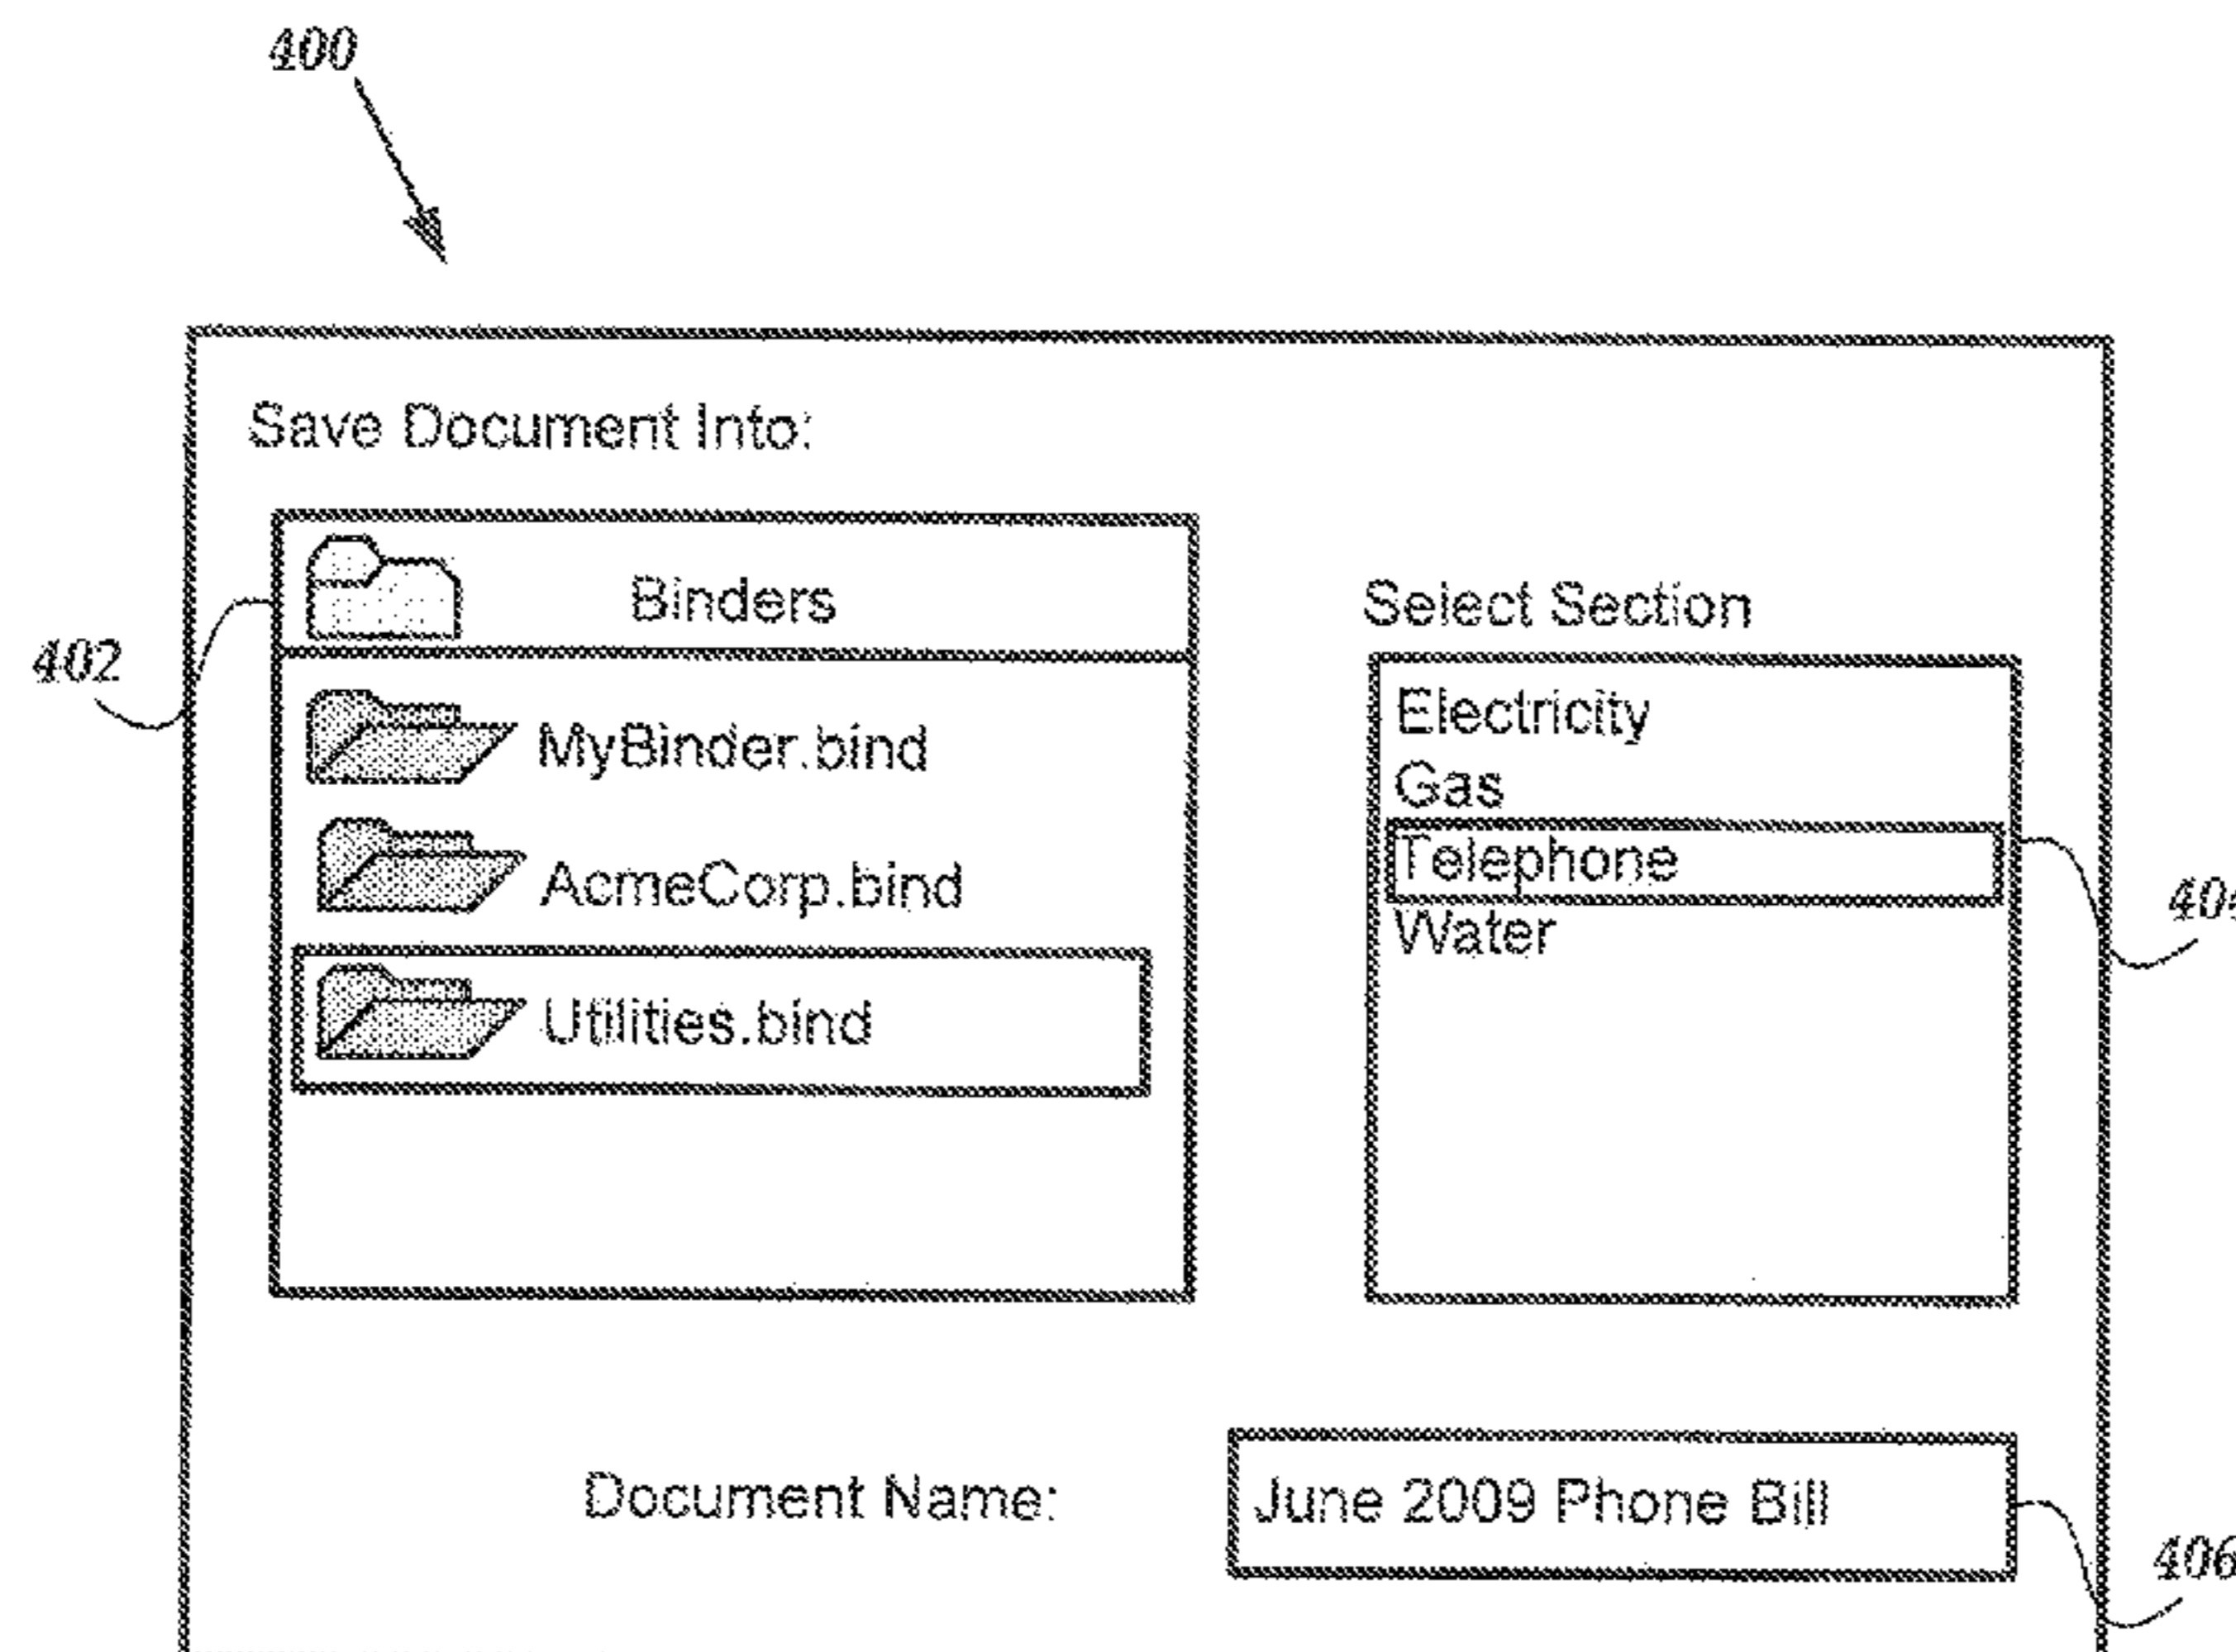 400
Save Document Into:
Binders
402
MyBinder.bind
AcmeCorp.bind
Utilities.bind
Select Section
Electricity
Gas
Telephone
Water
Document Name:
June 2009 Phone Bill
406